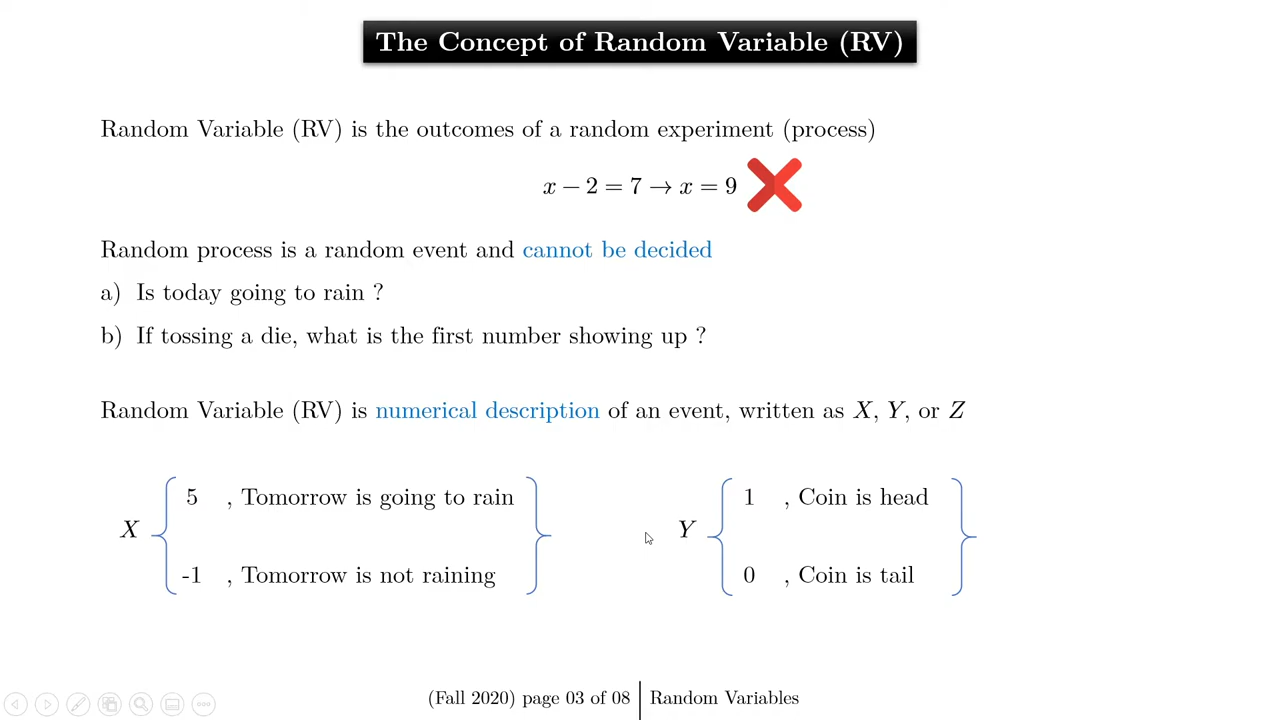 The Concept of Random Variable (RV)
Random Variable (RV) is the outcomes of a random experiment (process)
x − 2 = 7 → x = 9
Random process is a random event and cannot be decided
a) Is today going to rain ?
b) If tossing a die, what is the first number showing up ?
Random Variable (RV) is numerical description of an event, written as X, Y, or Z
5 , Tomorrow is going to rain
X
-1 , Tomorrow is not raining
1 , Coin is head
Y
0 , Coin is tail
(Fall 2020) page 03 of 08 Random Variables